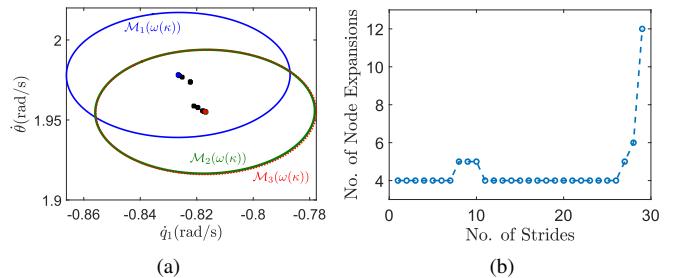 2
1.95
1.9
θ̇(rad/s)
M₁(ω(κ))
M₂(ω(κ))
M₃(ω(κ))
-0.86 -0.84 -0.82 -0.8 -0.78
q̇₁(rad/s)
(a)
12
10
8
6
4
No. of Node Expansions
0 10 20 30
No. of Strides
(b)